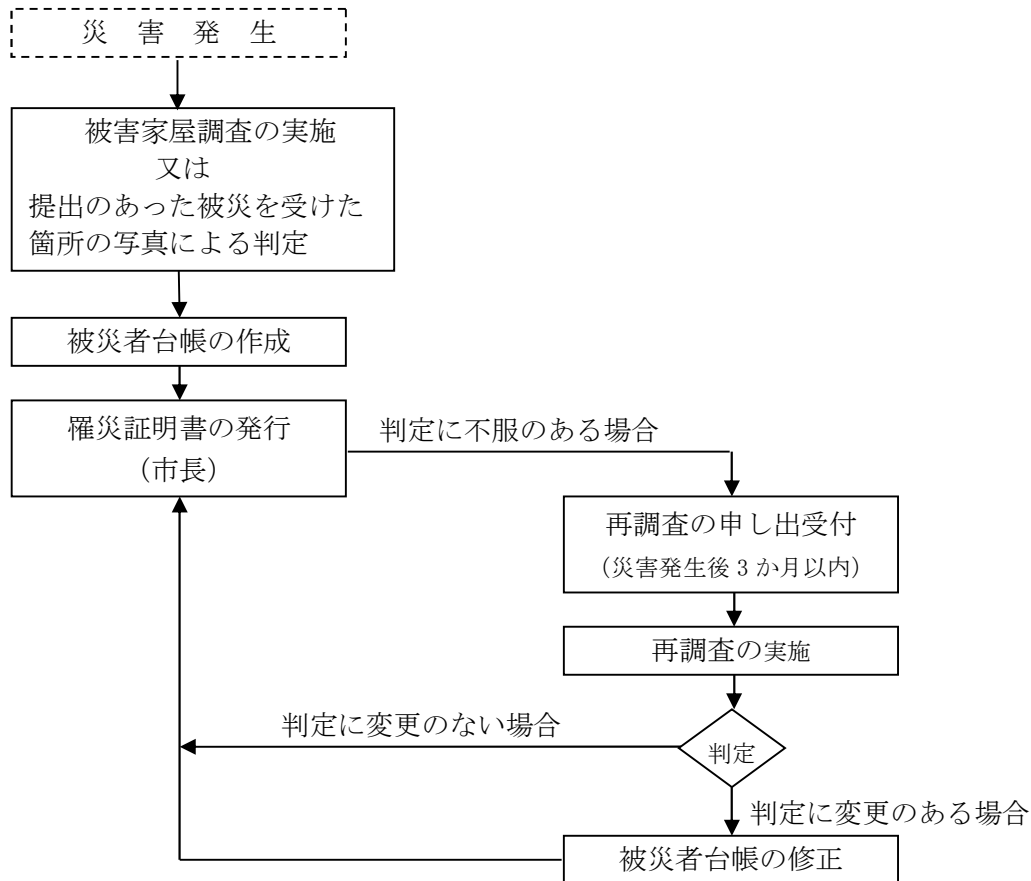 災　害　発　生
被害家屋調査の実施
又は
提出のあった被災を受けた
箇所の写真による判定
被災者台帳の作成
罹災証明書の発行
（市長）
判定に不服のある場合
再調査の申し出受付
（災害発生後３か月以内）
再調査の実施
判定に変更のない場合
判定
判定に変更のある場合
被災者台帳の修正